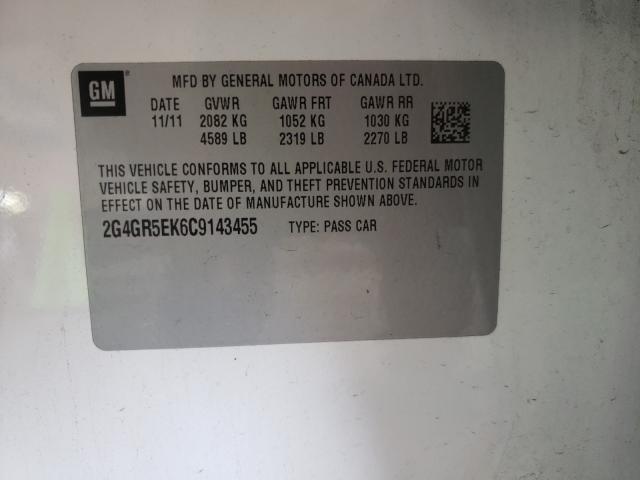 GM ®
MFD BY GENERAL MOTORS OF CANADA LTD.
DATE GVWR GAWR FRT GAWR RR
11/11 2082 KG 1052 KG 1030 KG
4589 LB 2319 LB 2270 LB
THIS VEHICLE CONFORMS TO ALL APPLICABLE U.S. FEDERAL MOTOR
VEHICLE SAFETY, BUMPER, AND THEFT PREVENTION STANDARDS IN
EFFECT ON THE DATE OF MANUFACTURE SHOWN ABOVE.
2G4GR5EK6C9143455 TYPE: PASS CAR